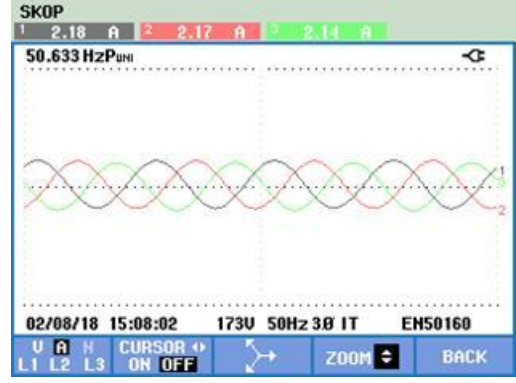 SKOP
1 2.18 A 2 2.17 A 3 2.14 A
50.633 HzPUNI
1
3
2
02/08/18 15:08:02 173V 50Hz 3Ø IT EN50160
V A H CURSOR ZOOM BACK
L1 L2 L3 ON OFF